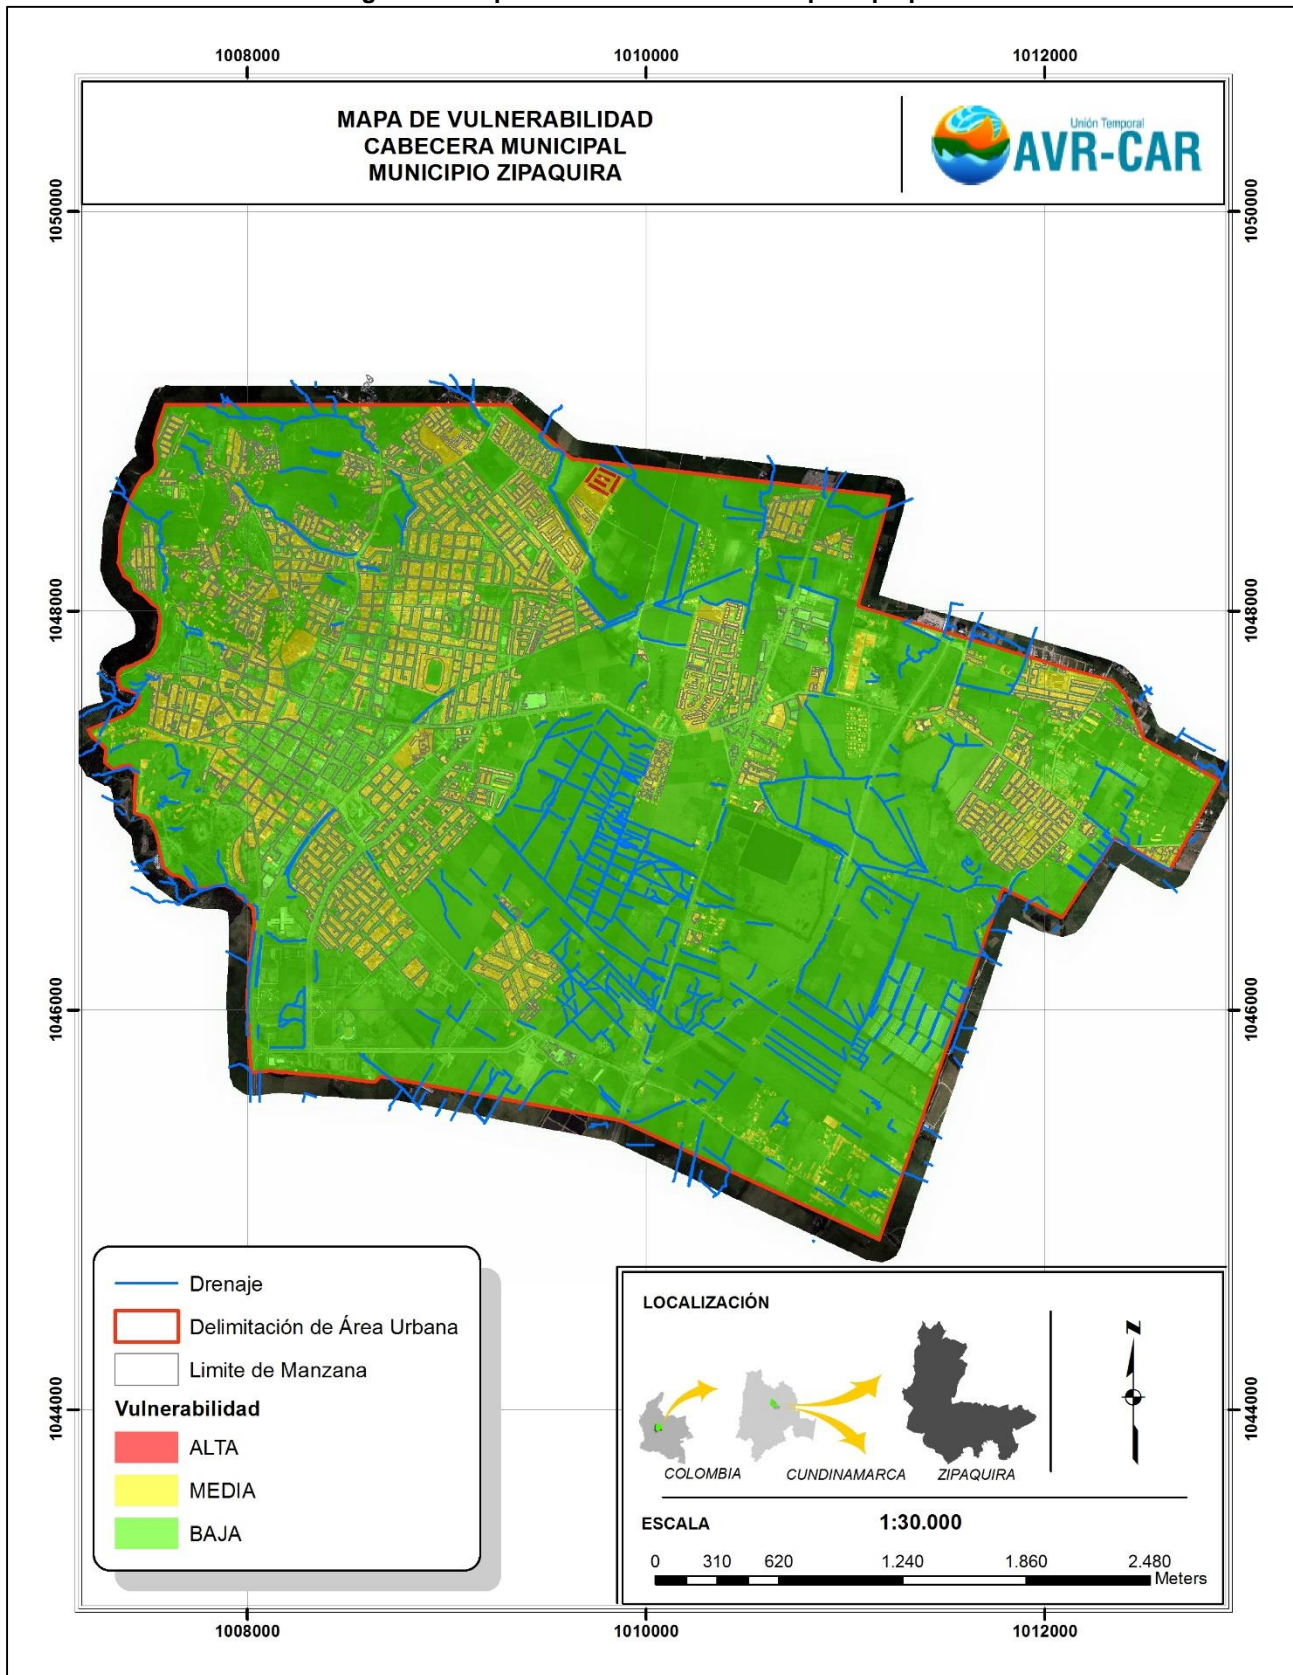 1008000
1010000
1012000
MAPA DE VULNERABILIDAD
CABECERA MUNICIPAL
MUNICIPIO ZIPAQUIRA
Unión Temporal
AVR-CAR
1050000
1050000
1048000
1048000
1046000
1046000
1044000
1044000
Drenaje
Delimitación de Área Urbana
Limite de Manzana
Vulnerabilidad
ALTA
MEDIA
BAJA
LOCALIZACIÓN
N
COLOMBIA
CUNDINAMARCA
ZIPAQUIRA
ESCALA
1:30.000
0 310 620 1.240 1.860 2.480
Meters
1008000
1010000
1012000